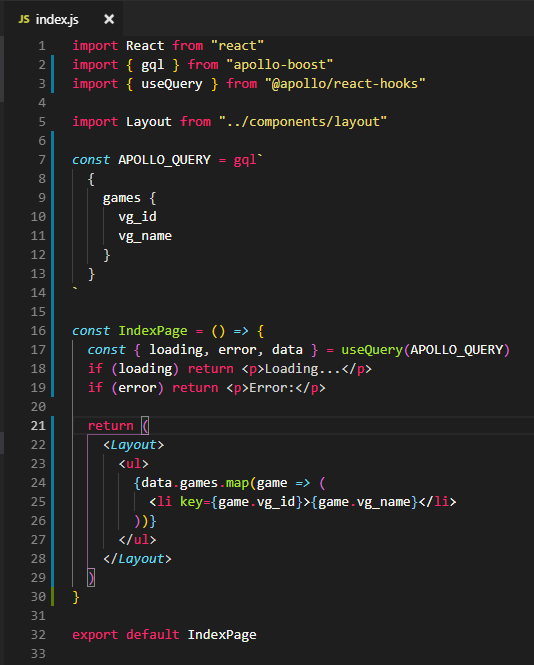 JS index.js ×
1 import React from "react"
2 import { gql } from "apollo-boost"
3 import { useQuery } from "@apollo/react-hooks"
4
5 import Layout from "../components/layout"
6
7 const APOLLO_QUERY = gql`
8   {
9     games {
10       vg_id
11       vg_name
12     }
13   }
14 `
15
16 const IndexPage = () => {
17   const { loading, error, data } = useQuery(APOLLO_QUERY)
18   if (loading) return <p>Loading...</p>
19   if (error) return <p>Error:</p>
20
21   return (
22     <Layout>
23       <ul>
24         {data.games.map(game => (
25           <li key={game.vg_id}>{game.vg_name}</li>
26         ))}
27       </ul>
28     </Layout>
29   )
30 }
31
32 export default IndexPage
33